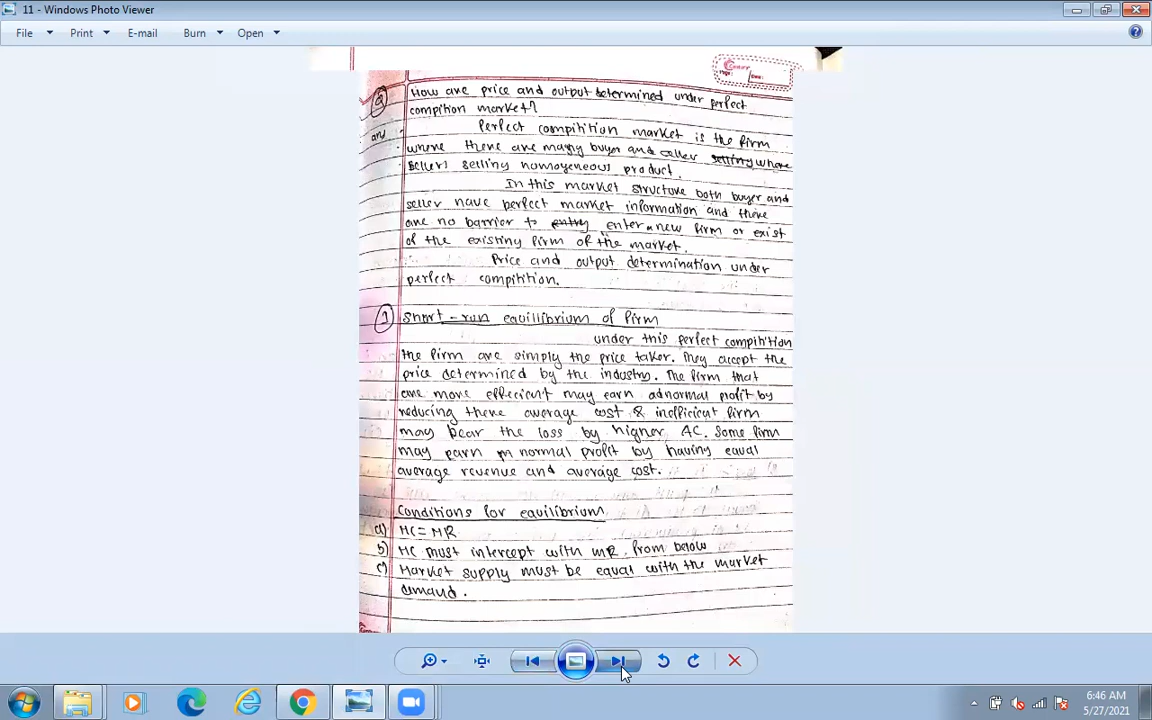 11 - Windows Photo Viewer
File Print E-mail Burn Open
How are price and output determined under perfect
compition market?
ans Perfect compitition market is the firm
where there are many buyer and seller selling where
sellers selling homogeneous product.
In this market structure both buyer and
seller have perfect market information and there
are no barrier to entry enter new firm or exist
of the existing firm of the market.
Price and output determination under
perfect compitition.
1 Short-run equilibrium of firm
under this perfect compitition
the firm are simply the price taker. They accept the
price determined by the industry. The firm that
are more effecient may earn adnormal profit by
reducing there average cost & inefficient firm
may bear the loss by higher AC. Some firm
may earn normal profit by having equal
average revenue and average cost.
Conditions for equilibrium
a) MC = MR
b) MC must intercept with MR from below
c) Market supply must be equal with the market
demand.
6:46 AM
5/27/2021